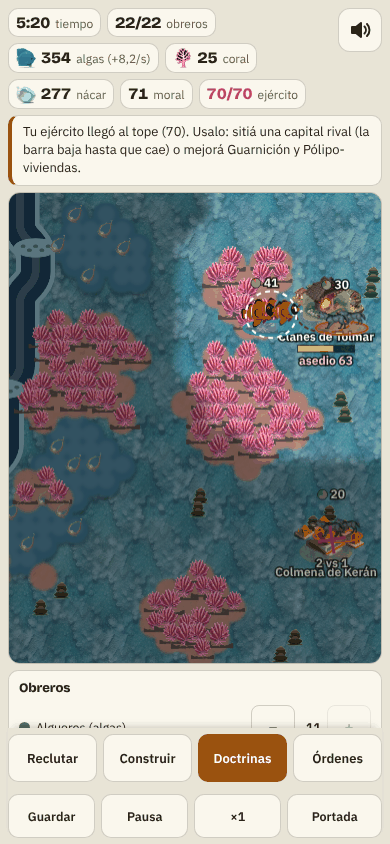 5:20 tiempo
22/22 obreros
354 algas (+8,2/s)
25 coral
277 nácar
71 moral
70/70 ejército
Tu ejército llegó al tope (70). Usalo: sitiá una capital rival (la
barra baja hasta que cae) o mejorá Guarnición y Pólipo-
viviendas.
41
30
Clanes de Tolmar
asedio 63
20
2 vs 1
Colmena de Kerán
Obreros
Algueros (algas)
−
11
+
Reclutar
Construir
Doctrinas
Órdenes
Guardar
Pausa
×1
Portada